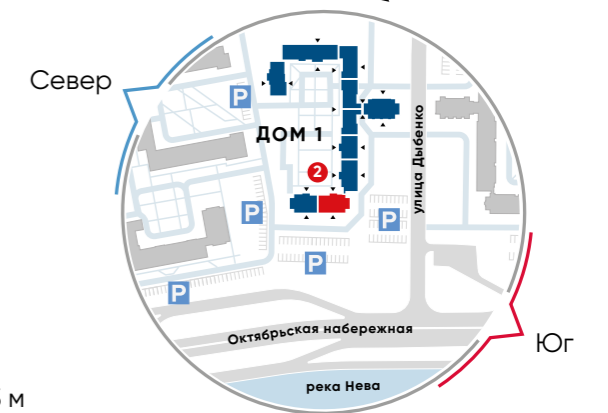 Север
P
ДОМ 1
2
улица Дыбенко
P
P
P
P
Октябрьская набережная
Юг
река Нева
м